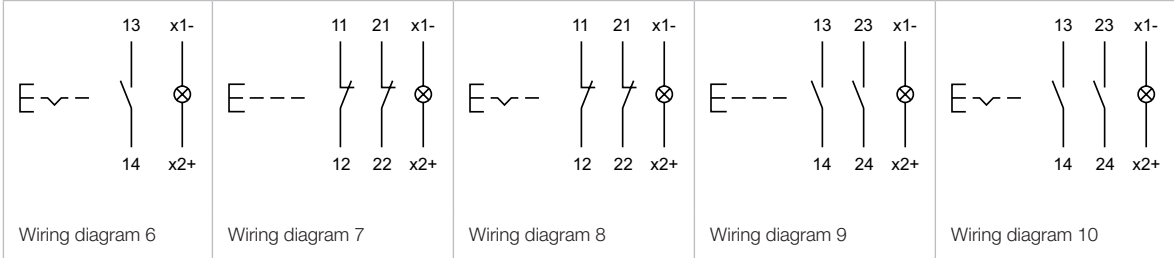 13 x1-
14 x2+
Wiring diagram 6
11 21 x1-
12 22 x2+
Wiring diagram 7
11 21 x1-
12 22 x2+
Wiring diagram 8
13 23 x1-
14 24 x2+
Wiring diagram 9
13 23 x1-
14 24 x2+
Wiring diagram 10